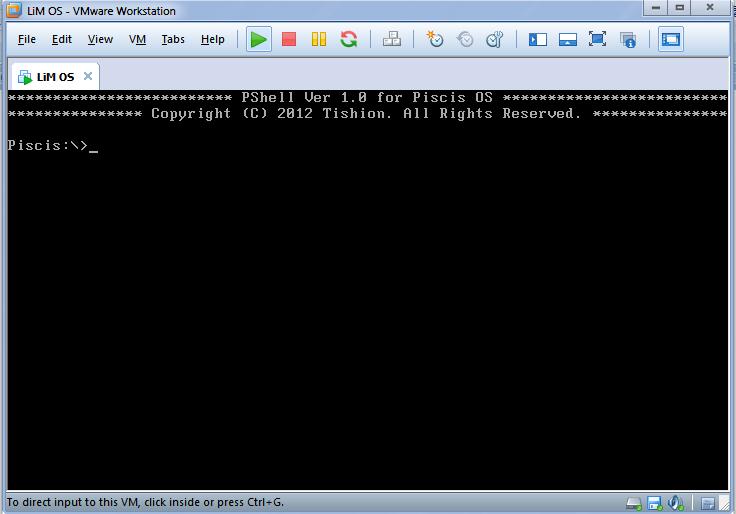 LiM OS - VMware Workstation
File Edit View VM Tabs Help
LiM OS
************************* PShell Ver 1.0 for Piscis OS *************************
*************** Copyright (C) 2012 Tishion. All Rights Reserved. ***************
Piscis:\>_
To direct input to this VM, click inside or press Ctrl+G.